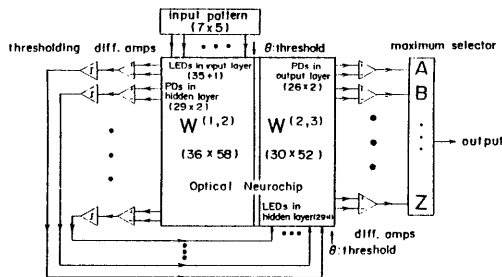 input pattern
(7×5)
thresholding diff. amps
LEDs in input layer
(35+1)
θ:threshold
maximum selector
PDs in
hidden layer
(29×2)
PDs in
output layer
(26×2)
W(1,2)
(36×58)
W(2,3)
(30×52)
Optical Neurochip
LEDs in
hidden layer(29+1)
diff. amps
θ:threshold
A
B
Z
output